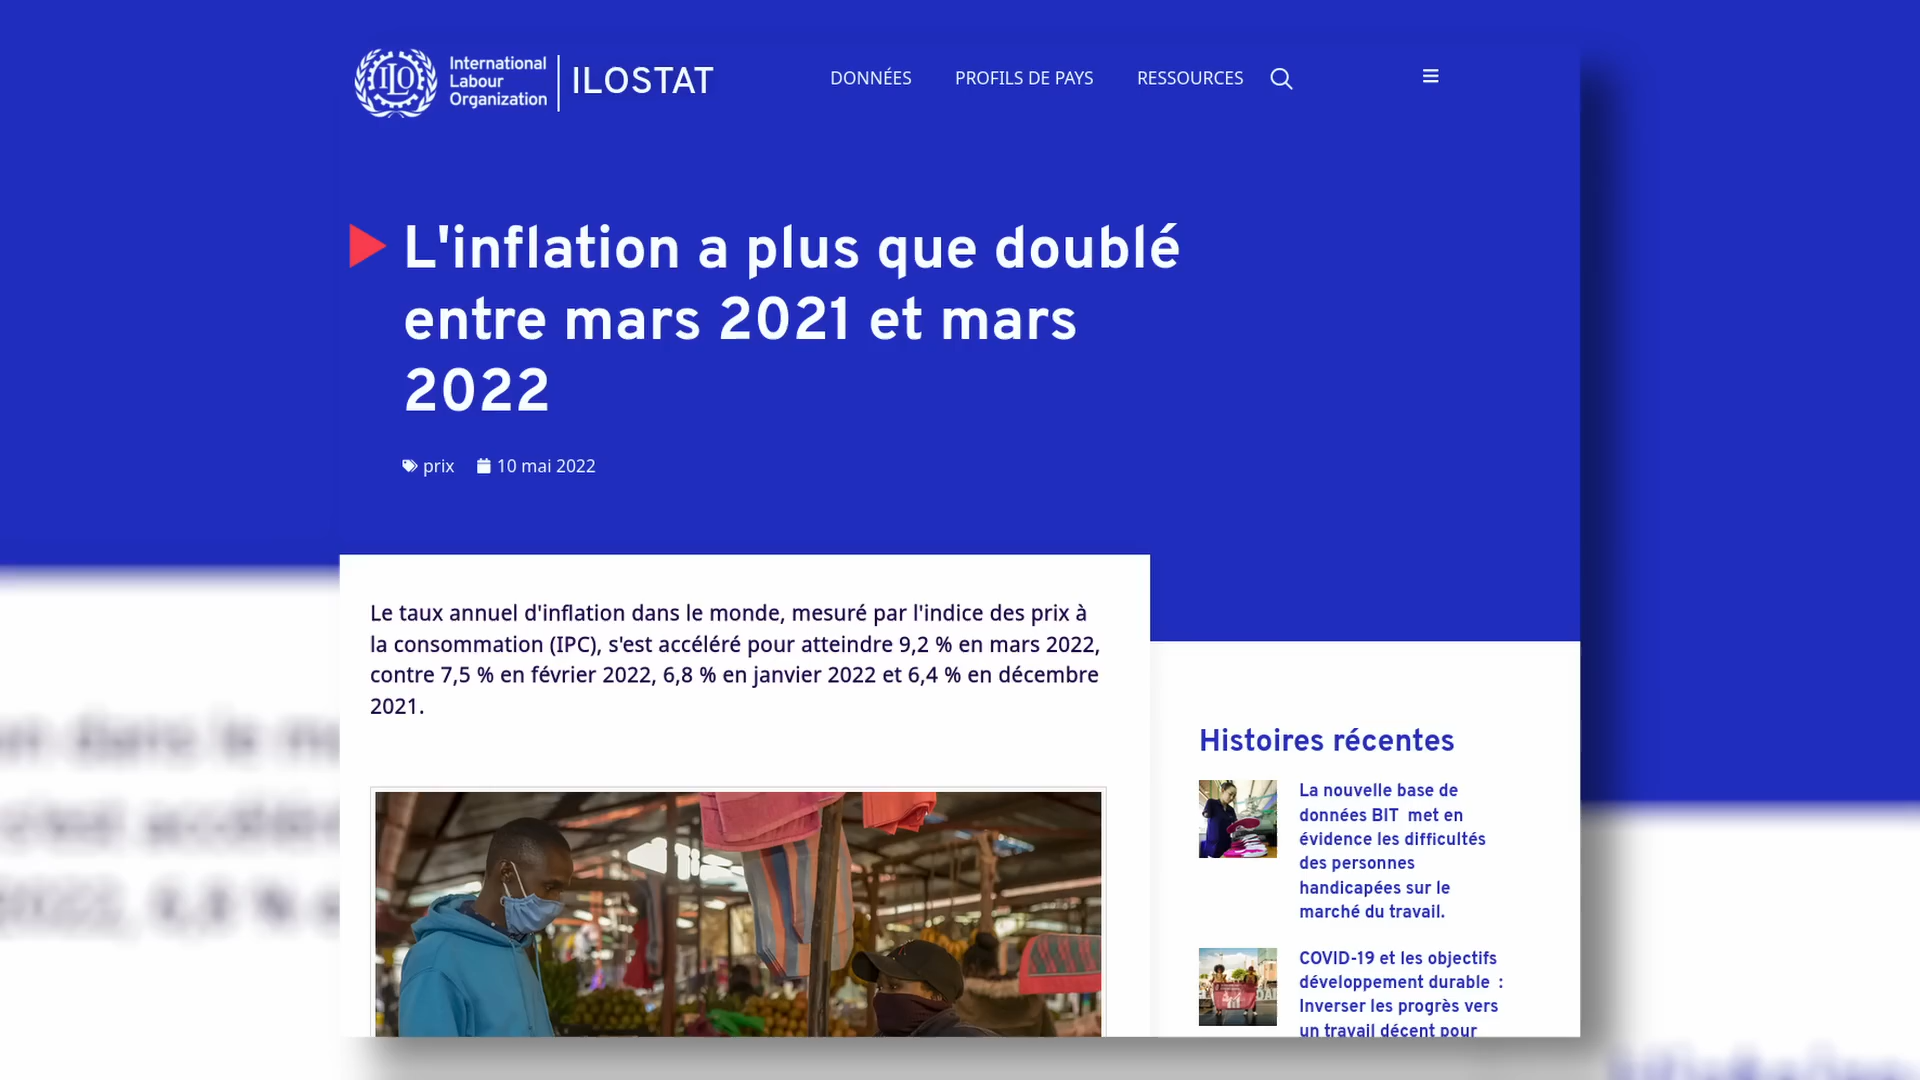 International
Labour
Organization
ILO
ILOSTAT
DONNÉES
PROFILS DE PAYS
RESSOURCES
L'inflation a plus que doublé
entre mars 2021 et mars
2022
prix
10 mai 2022
Le taux annuel d'inflation dans le monde, mesuré par l'indice des prix à
la consommation (IPC), s'est accéléré pour atteindre 9,2 % en mars 2022,
contre 7,5 % en février 2022, 6,8 % en janvier 2022 et 6,4 % en décembre
2021.
Histoires récentes
La nouvelle base de
données BIT met en
évidence les difficultés
des personnes
handicapées sur le
marché du travail.
COVID-19 et les objectifs
développement durable :
Inverser les progrès vers
un travail décent pour